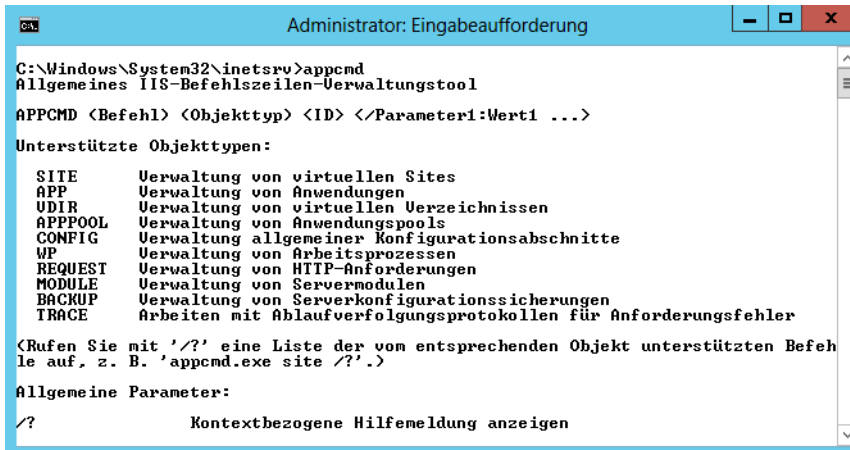 Administrator: Eingabeaufforderung
C:\Windows\System32\inetsrv>appcmd
Allgemeines IIS-Befehlszeilen-Verwaltungstool
APPCMD (Befehl) (Objekttyp) <ID> </Parameter1:Wert1 ...>
Unterstützte Objekttypen:
SITE Verwaltung von virtuellen Sites
APP Verwaltung von Anwendungen
VDIR Verwaltung von virtuellen Verzeichnissen
APPPOOL Verwaltung von Anwendungspools
CONFIG Verwaltung allgemeiner Konfigurationsabschnitte
WP Verwaltung von Arbeitsprozessen
REQUEST Verwaltung von HTTP-Anforderungen
MODULE Verwaltung von Servermodulen
BACKUP Verwaltung von Serverkonfigurationssicherungen
TRACE Arbeiten mit Ablaufverfolgungsprotokollen für Anforderungsfehler
(Rufen Sie mit '/?' eine Liste der vom entsprechenden Objekt unterstützten Befeh
le auf, z. B. 'appcmd.exe site /?'.)
Allgemeine Parameter:
/? Kontextbezogene Hilfemeldung anzeigen